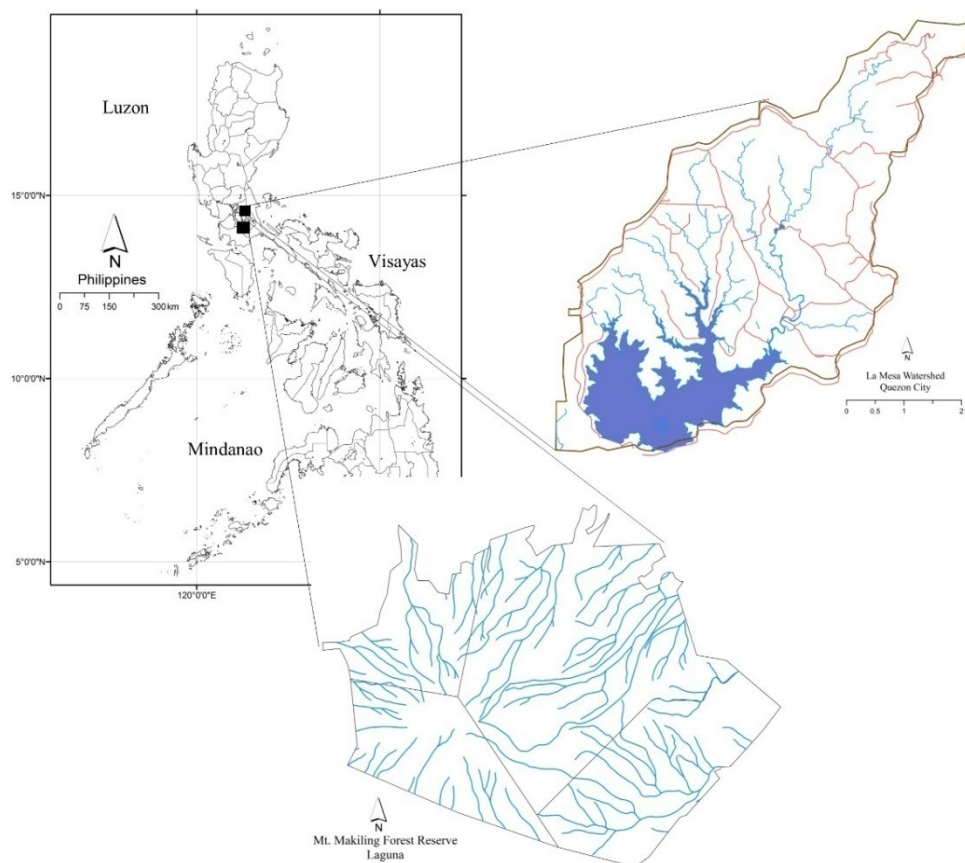 Luzon
15°0'0"N
N
Philippines
0 75 150 300 km
Visayas
10°0'0"N
Mindanao
5°0'0"N
120°0'0"E
N
La Mesa Watershed
Quezon City
0 0.5 1 2
N
Mt. Makiling Forest Reserve
Laguna